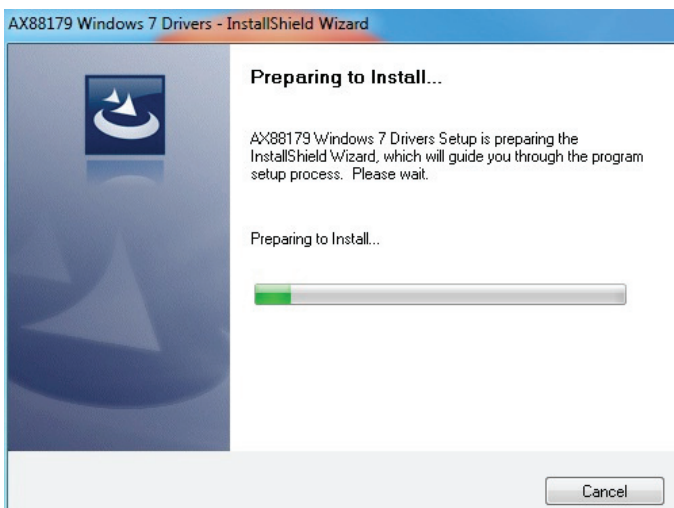 AX88179 Windows 7 Drivers - InstallShield Wizard
Preparing to Install...
AX88179 Windows 7 Drivers Setup is preparing the
InstallShield Wizard, which will guide you through the program
setup process.  Please wait.
Preparing to Install...
Cancel